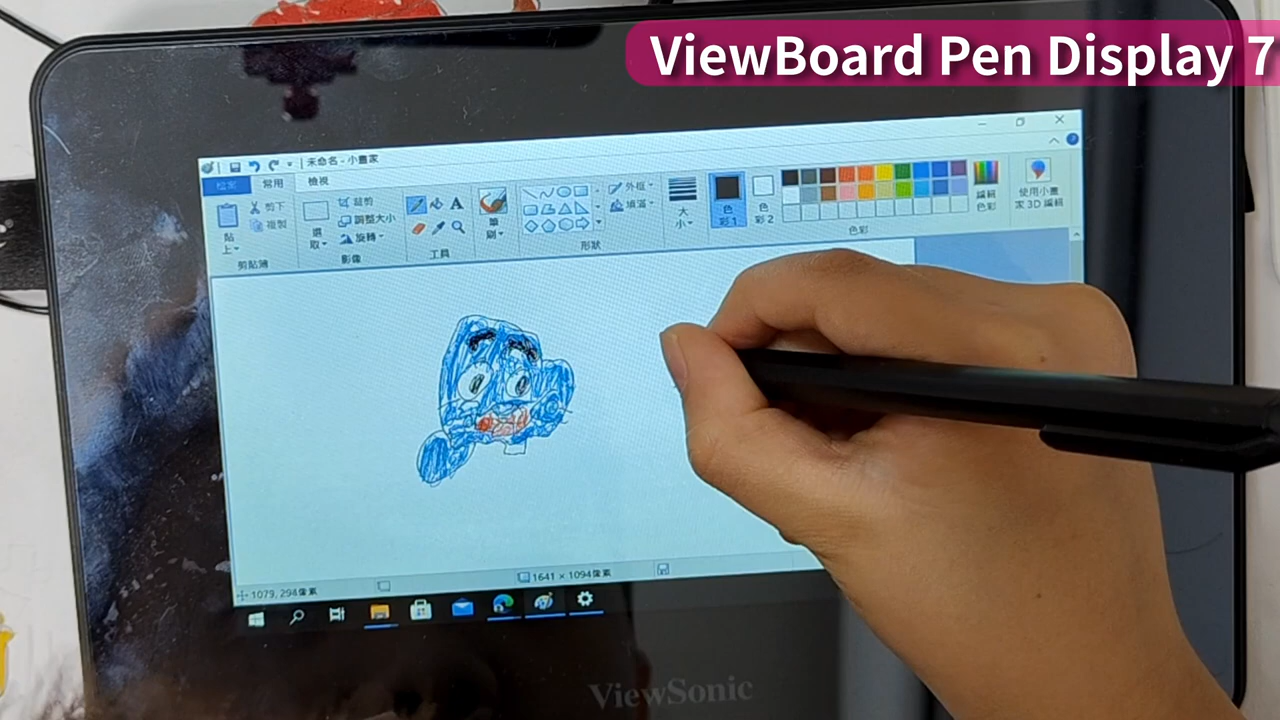 ViewBoard Pen Display 7
未命名 - 小畫家
檔案 常用 檢視
貼上 剪下 複製 剪貼簿
選取 裁剪 調整大小 旋轉 影像
A 工具
筆刷
外框 填滿 形狀
大小
色彩 1 色彩 2 編輯色彩 色彩
使用小畫家 3D 編輯
1079, 294像素 1641 × 1094像素
ViewSonic